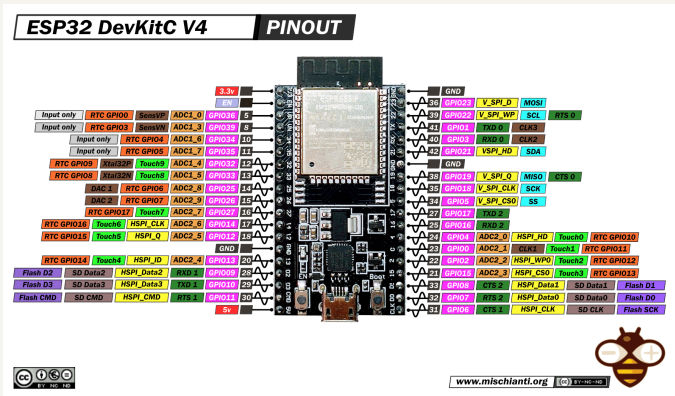 ESP32 DevKitC V4 PINOUT
3.3v
EN
Input only RTC GPIO0 SensVP ADC1_0 GPIO36 5
Input only RTC GPIO3 SensVN ADC1_3 GPIO39 8
Input only RTC GPIO4 ADC1_6 GPIO34 10
Input only RTC GPIO5 ADC1_7 GPIO35 11
RTC GPIO9 Xtal32P Touch9 ADC1_4 GPIO32 12
RTC GPIO8 Xtal32N Touch8 ADC1_5 GPIO33 13
DAC 1 RTC GPIO6 ADC2_8 GPIO25 14
DAC 2 RTC GPIO7 ADC2_9 GPIO26 15
RTC GPIO17 Touch7 ADC2_7 GPIO27 16
RTC GPIO16 Touch6 HSPI_CLK ADC2_6 GPIO14 17
RTC GPIO15 Touch5 HSPI_Q ADC2_5 GPIO12 18
GND
RTC GPIO14 Touch4 HSPI_ID ADC2_4 GPIO13 20
Flash D2 SD Data2 HSPI_Data2 RXD 1 GPIO09 28
Flash D3 SD Data3 HSPI_Data3 TXD 1 GPIO10 29
Flash CMD SD CMD HSPI_CMD RTS 1 GPIO11 30
5v
GND
36 GPIO23 V_SPI_D MOSI
39 GPIO22 V_SPI_WP SCL RTS 0
41 GPIO1 TXD 0 CLK3
40 GPIO3 RXD 0 CLK2
42 GPIO21 VSPI_HD SDA
GND
38 GPIO19 V_SPI_Q MISO CTS 0
35 GPIO18 V_SPI_CLK SCK
34 GPIO5 V_SPI_CS0 SS
27 GPIO17 TXD 2
25 GPIO16 RXD 2
24 GPIO4 ADC2_0 HSPI_HD Touch0 RTC GPIO10
23 GPIO0 ADC2_1 CLK1 Touch1 RTC GPIO11
22 GPIO2 ADC2_2 HSPI_WP0 Touch2 RTC GPIO12
21 GPIO15 ADC2_3 HSPI_CS0 Touch3 RTC GPIO13
33 GPIO8 CTS 2 HSPI_Data1 SD Data1 Flash D1
32 GPIO7 RTS 2 HSPI_Data0 SD Data0 Flash D0
31 GPIO6 CTS 1 HSPI_CLK SD CLK Flash SCK
EN Boot
cc BY NC ND
www.mischianti.org cc BY-NC-ND